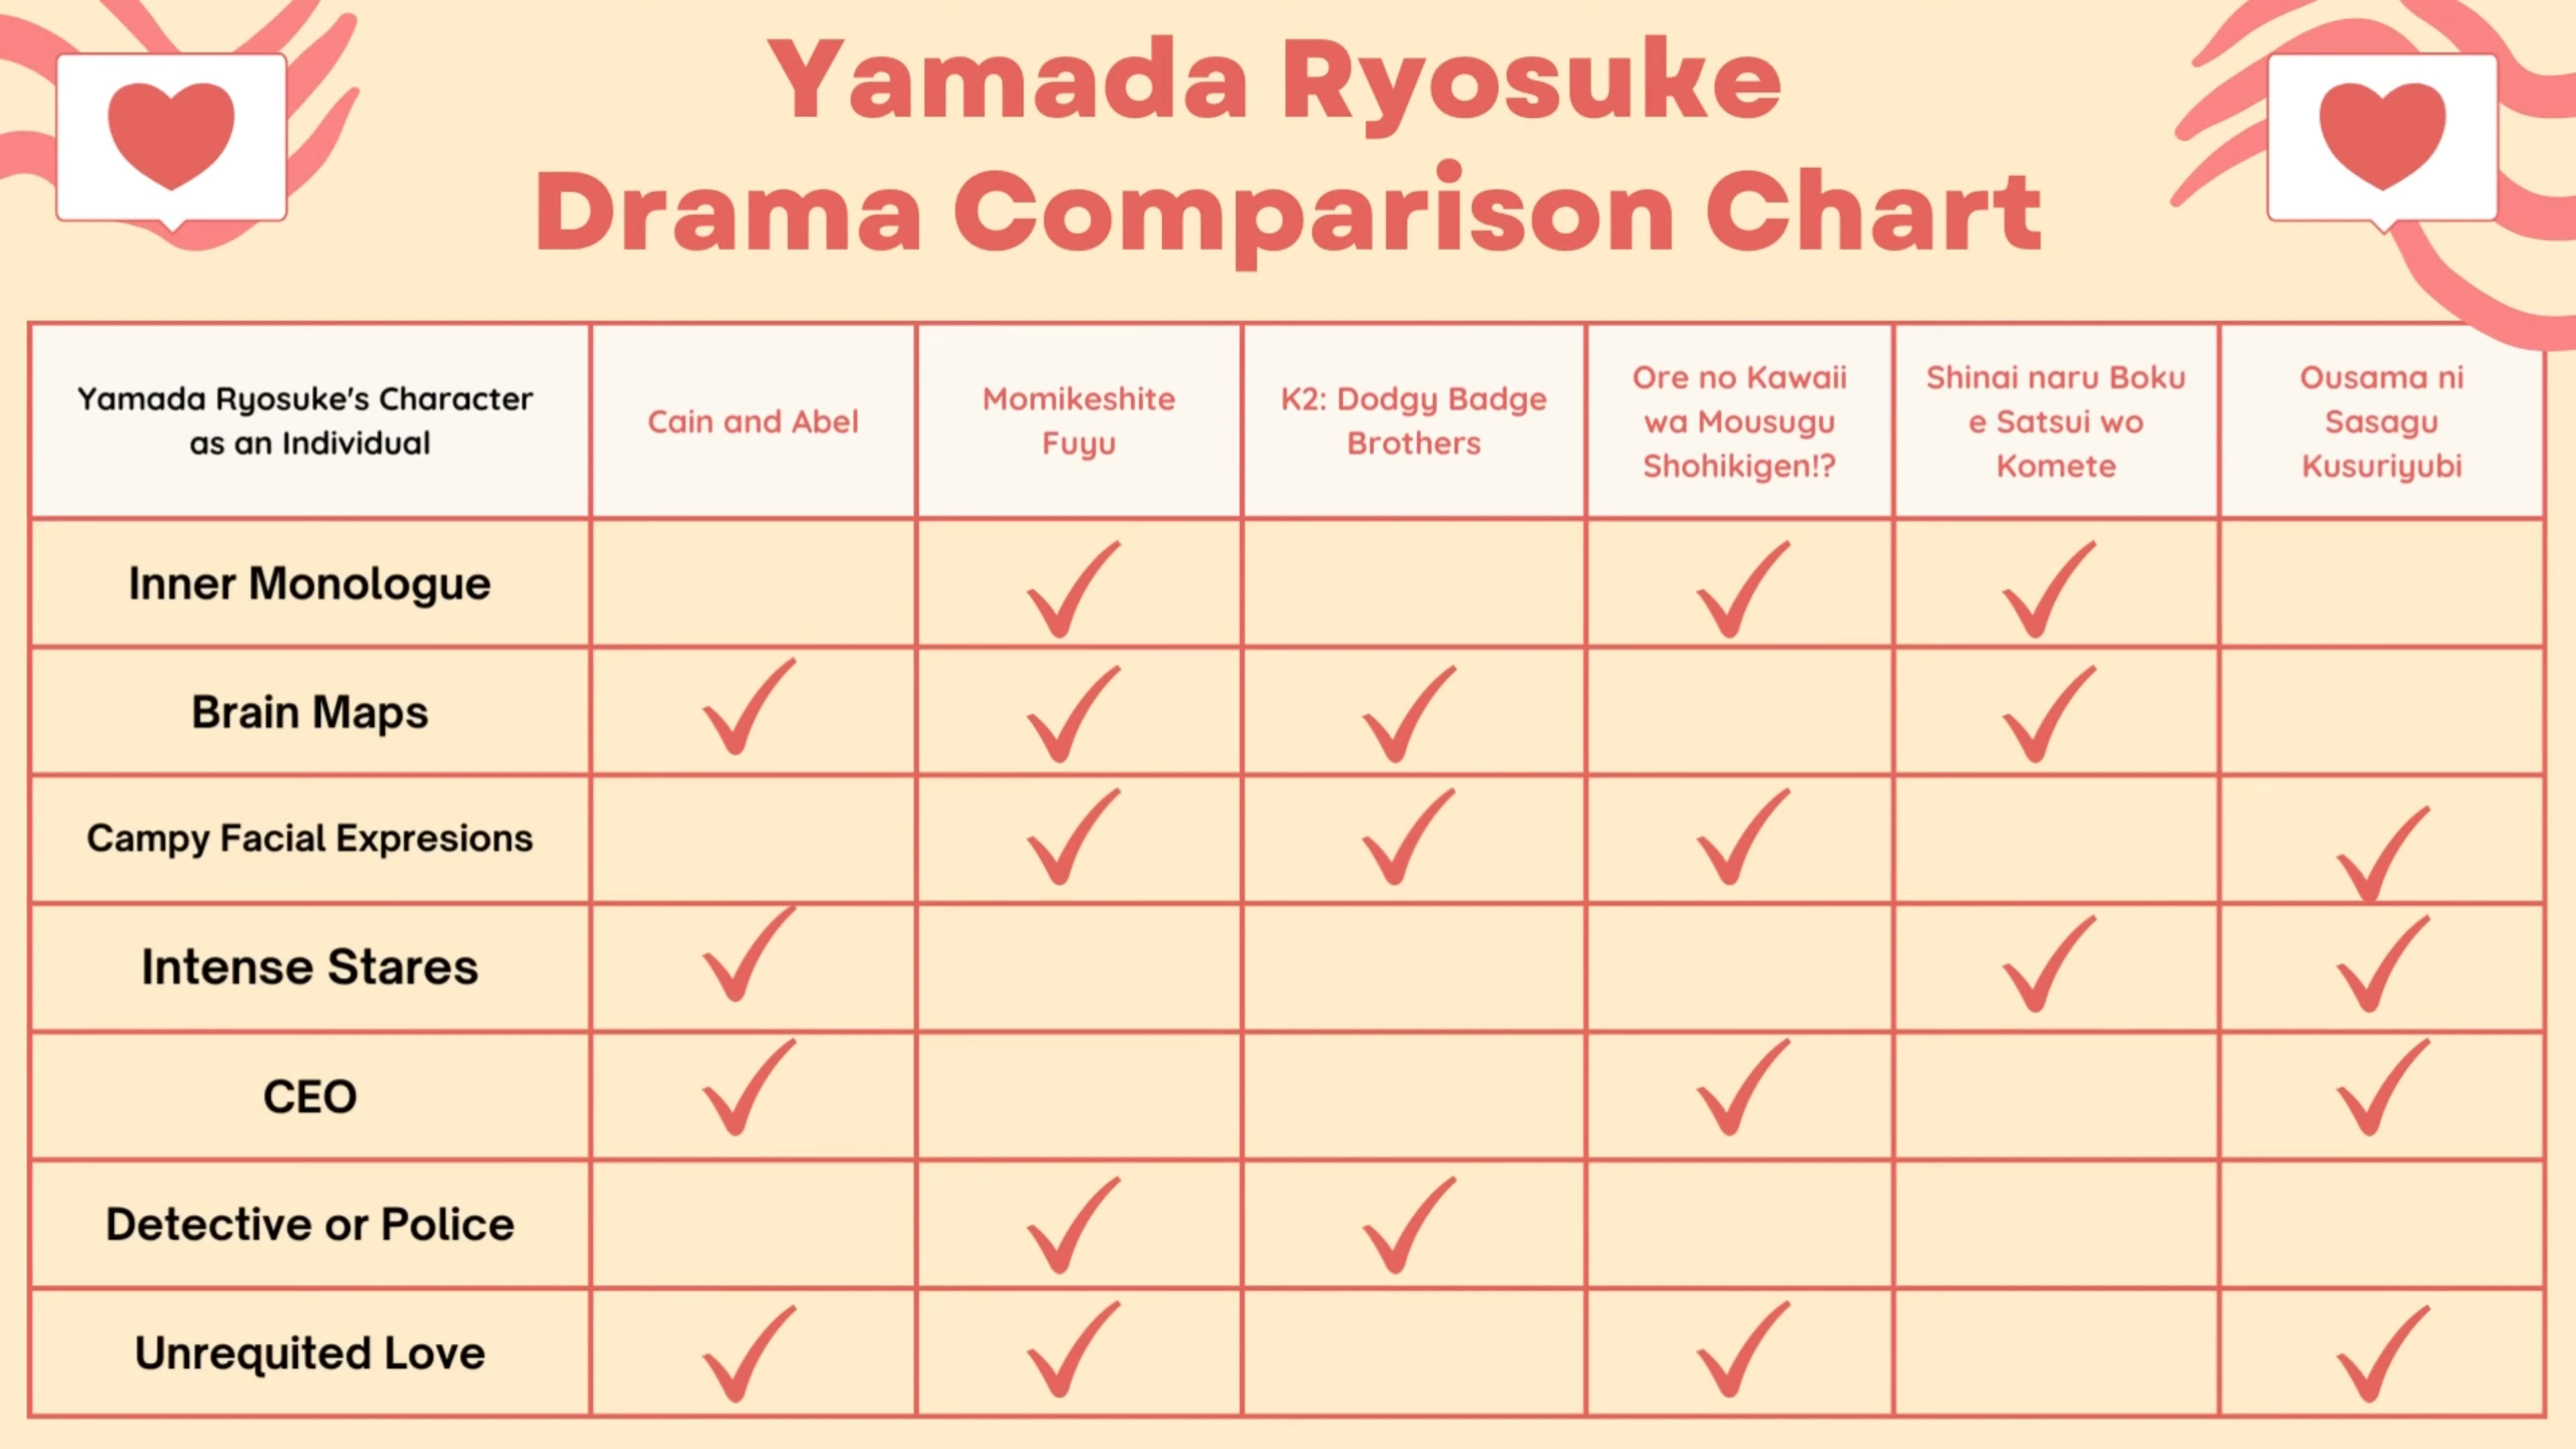 Yamada Ryosuke
Drama Comparison Chart
Yamada Ryosuke's Character
as an Individual
Cain and Abel
Momikeshite
Fuyu
K2: Dodgy Badge
Brothers
Ore no Kawaii
wa Mousugu
Shohikigen!?
Shinai naru Boku
e Satsui wo
Komete
Ousama ni
Sasagu
Kusuriyubi
Inner Monologue
Brain Maps
Campy Facial Expresions
Intense Stares
CEO
Detective or Police
Unrequited Love